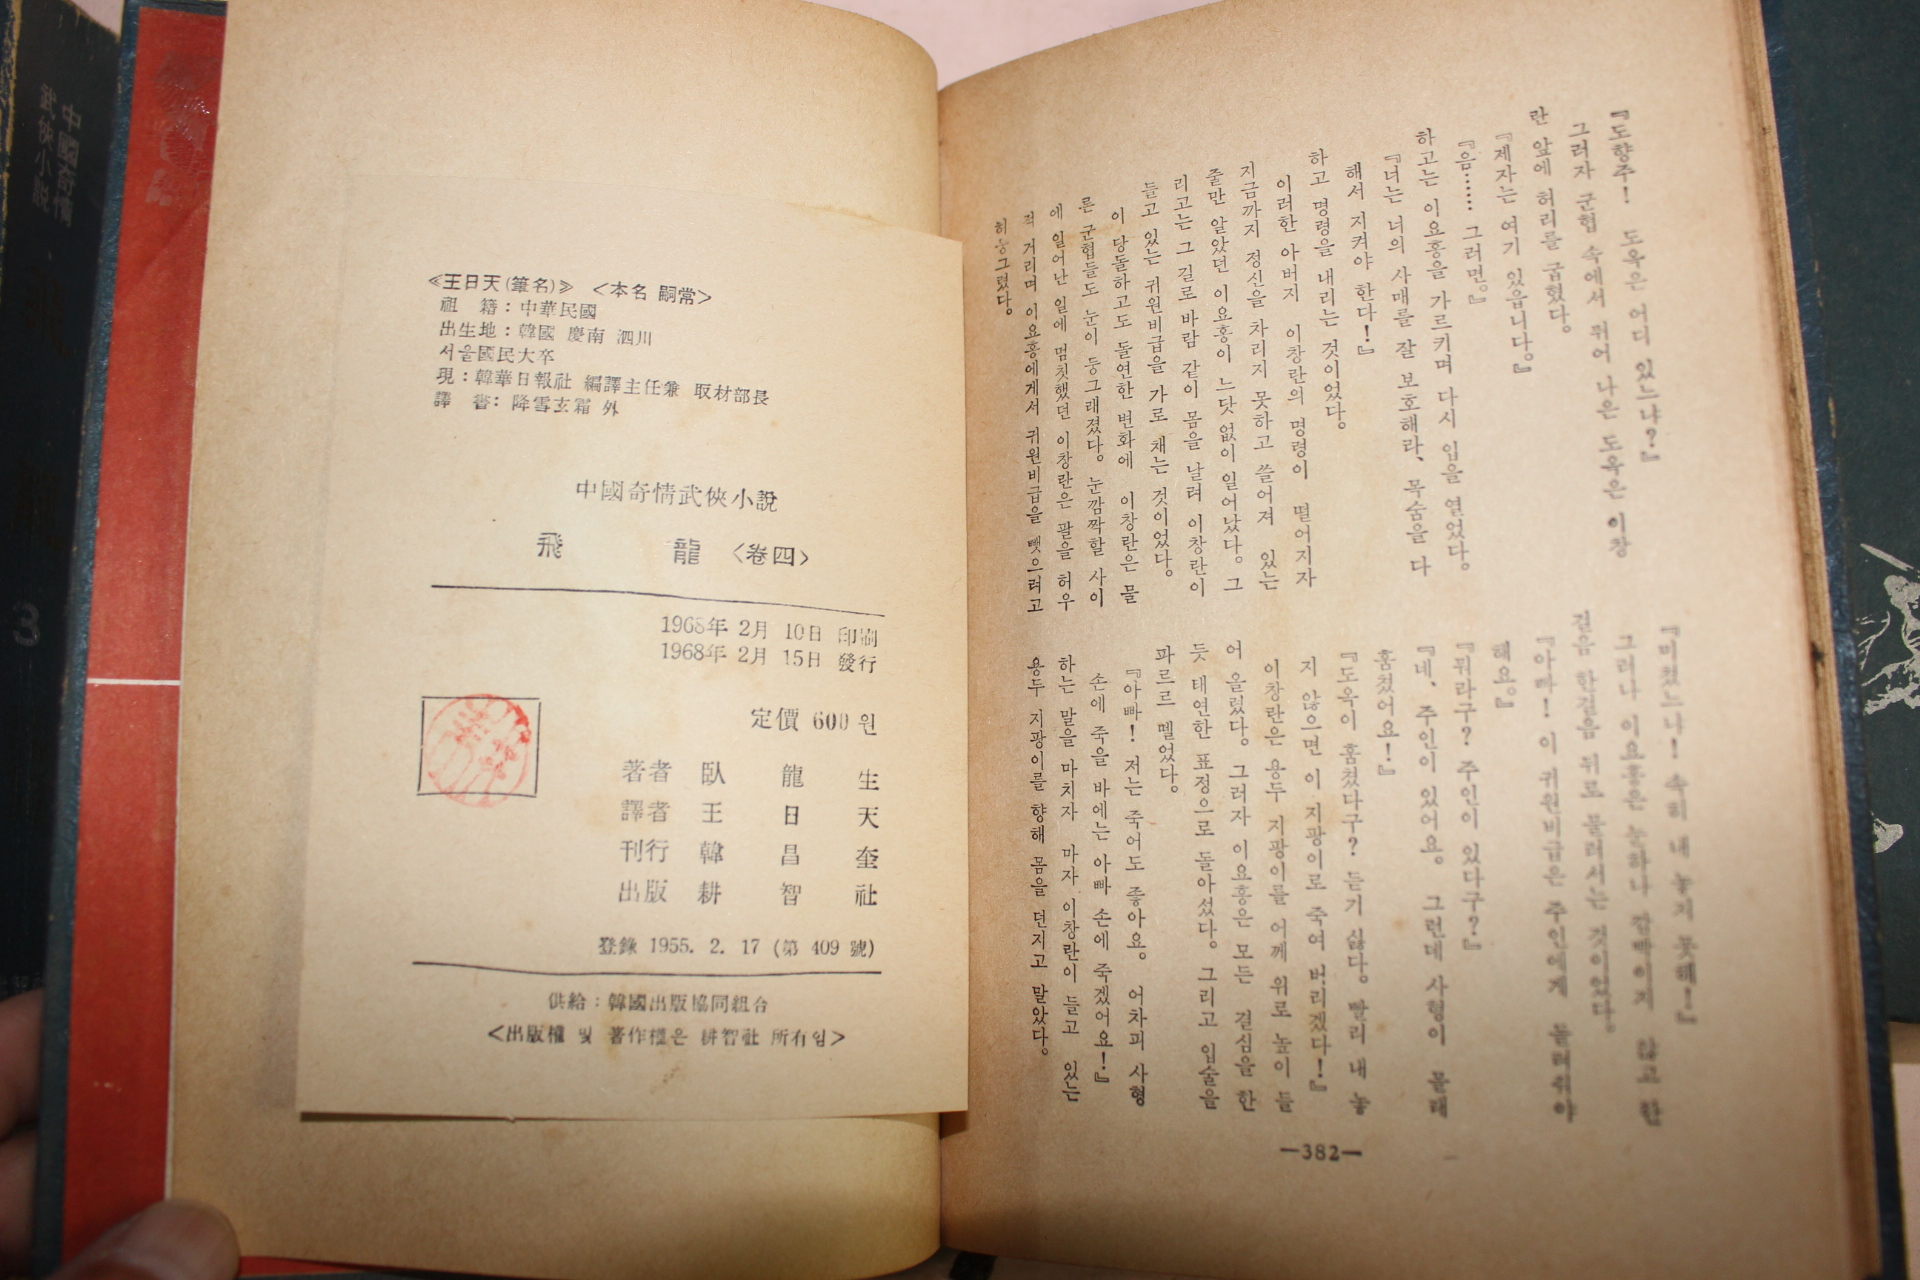 中國奇情
武俠小說
3
《王日天(筆名)》 <本名 嗣常>
祖 籍：中華民國
出生地：韓國 慶南 泗川
서울國民大卒
現：韓華日報社 編譯主任兼 取材部長
譯 書：降雪玄霜 外
中國奇情武俠小說
飛 龍 <卷四>
1968年 2月 10日 印刷
1968年 2月 15日 發行
定價 600 원
著者 臥 龍 生
譯者 王 日 天
刊行 韓 昌 奎
出版 耕 智 社
登錄 1955. 2. 17 (第 409 號)
供給：韓國出版協同組合
<出版權 및 著作權은 耕智社 所有임>
『도향주! 도옥은 어디 있느냐?』
그러자 군협 속에서 뛰어 나온 도옥은 이창
란 앞에 허리를 굽혔다.
『제자는 여기 있읍니다.』
『음…… 그러면.』
하고는 이요홍을 가르키며 다시 입을 열었다.
『너는 너의 사매를 잘 보호해라, 목숨을 다
해서 지켜야 한다!』
하고 명령을 내리는 것이었다.
이러한 아버지 이창란의 명령이 떨어지자
지금까지 정신을 차리지 못하고 쓸어져 있는
줄만 알았던 이요홍이 느닷 없이 일어났다. 그
리고는 그 길로 바람 같이 몸을 날려 이창란이
들고 있는 귀원비급을 가로 채는 것이었다.
이 당돌하고도 돌연한 변화에 이창란은 물
른 군협들도 눈이 둥그래졌다. 눈깜짝할 사이
에 일어난 일에 멈칫했던 이창란은 팔을 허우
적 거리며 이요홍에게서 귀원비급을 뺏으려고
허둥그렸다.
『미쳤느냐! 속히 내 놓지 못해!』
그러나 이요홍은 눈하나 깜빡이지 않고 한
걸음 한걸음 뒤로 물러서는 것이었다.
『아빠! 이 귀원비급은 주인에게 돌려줘야
해요.』
『뭐라구? 주인이 있다구?』
『네, 주인이 있어요. 그런데 사형이 몰래
훔쳤어요!』
『도옥이 훔쳤다구? 듣기 싫다. 빨리 내 놓
지 않으면 이 지팡이로 죽여 버리겠다!』
이창란은 용두 지팡이를 어깨 위로 높이 들
어 올렸다. 그러자 이요홍은 모든 결심을 한
듯 태연한 표정으로 돌아섰다. 그리고 입술을
파르르 떨었다.
『아빠! 저는 죽어도 좋아요. 어차피 사형
손에 죽을 바에는 아빠 손에 죽겠어요!』
하는 말을 마치자 마자 이창란이 들고 있는
용두 지팡이를 향해 몸을 던지고 말았다.
—382—